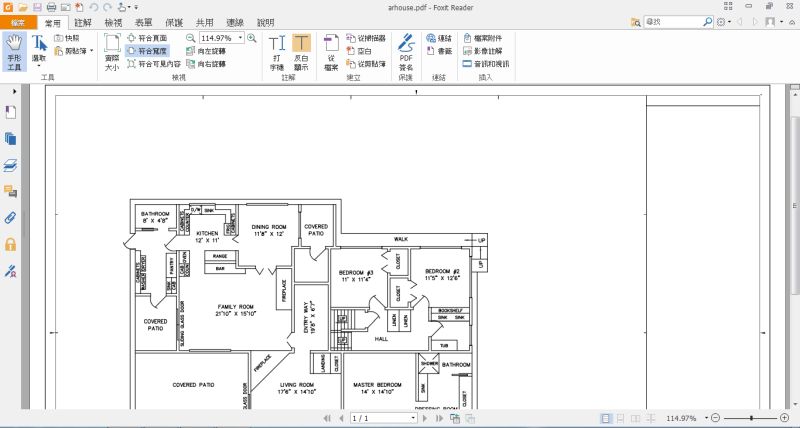 arhouse.pdf - Foxit Reader
檔案 常用 註解 檢視 表單 保護 共用 連線 說明
尋找
手形工具
選取
快照
剪貼簿
工具
實際大小
符合頁面
符合寬度
符合可見內容
114.97%
向左旋轉
向右旋轉
檢視
打字機
反白顯示
註解
從檔案
從掃描器
空白
從剪貼簿
建立
PDF簽名
保護
連結
書籤
連結
檔案附件
影像註解
音訊和視訊
插入
BATHROOM
8' X 4'8"
D/W
SINK
CABINETS
COUNTER
KITCHEN
12' X 11'
CABINETS
DINING ROOM
11'8" X 12'
COVERED
PATIO
WALK
UP
UP
RANGE
BAR
PANTRY
CABINETS
WASHER DRYER
SINK
CAB
CAB
OVEN
BEDROOM #3
11' X 11'4"
CLOSET
BEDROOM #2
11'5" X 12'6"
CLOSET
FIREPLACE
FAMILY ROOM
21'10" X 15'10"
ENTRY WAY
19'6" X 6'7"
COVERED
PATIO
SLIDING GLASS DOOR
LINEN
LINEN
BOOKSHELF
SINK SINK
HALL
TUB
FIREPLACE
LANDING
CLOSET
SHOWER
BATHROOM
COVERED PATIO
LIVING ROOM
17'6" X 14'10"
MASTER BEDROOM
14' X 14'10"
SINK
CLOSET
GLASS DOOR
DRESSING ROOM
1 / 1
114.97%